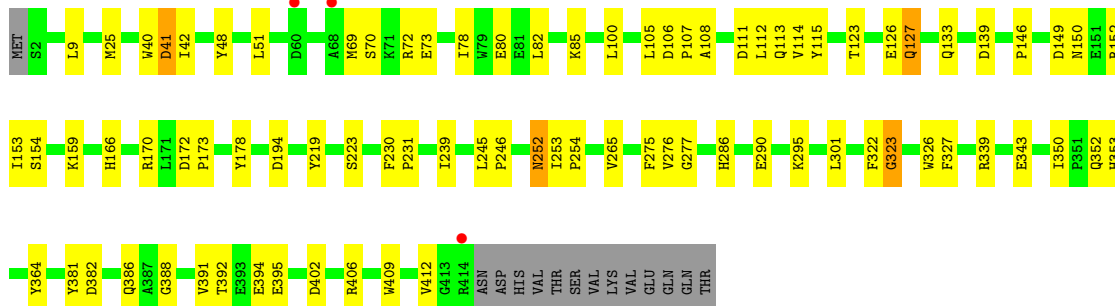 MET S2 L9 M25 W40 D41 I42 Y48 L51 D60 A68 M69 S70 K71 R72 E73 I78 W79 E80 E81 L82 K85 L100 L105 D106 P107 A108 D111 L112 Q113 V114 Y115 T123 E126 Q127 Q133 D139 P146 D149 N150 E151
I153 S154 K159 H166 R170 L171 D172 P173 Y178 D194 Y219 S223 F230 P231 I239 L245 P246 N252 I253 P254 V265 F275 V276 G277 H286 E290 K295 L301 F322 G323 W326 F327 R339 E343 I350 P351 Q352
Y364 Y381 D382 Q386 A387 G388 V391 T392 E393 E394 E395 D402 R406 W409 V412 G413 R414 ASN ASP HIS VAL THR SER VAL LYS VAL GLU GLN GLN THR